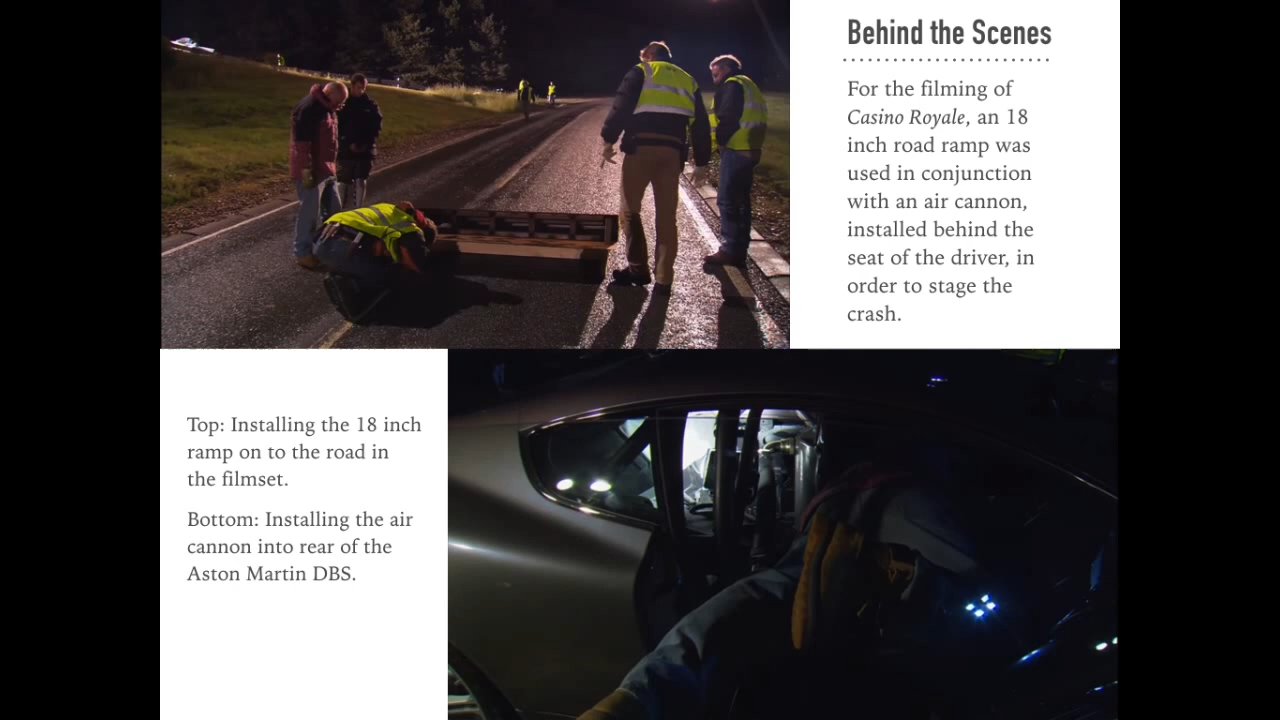 Behind the Scenes
For the filming of
Casino Royale, an 18
inch road ramp was
used in conjunction
with an air cannon,
installed behind the
seat of the driver, in
order to stage the
crash.
Top: Installing the 18 inch
ramp on to the road in
the filmset.
Bottom: Installing the air
cannon into rear of the
Aston Martin DBS.